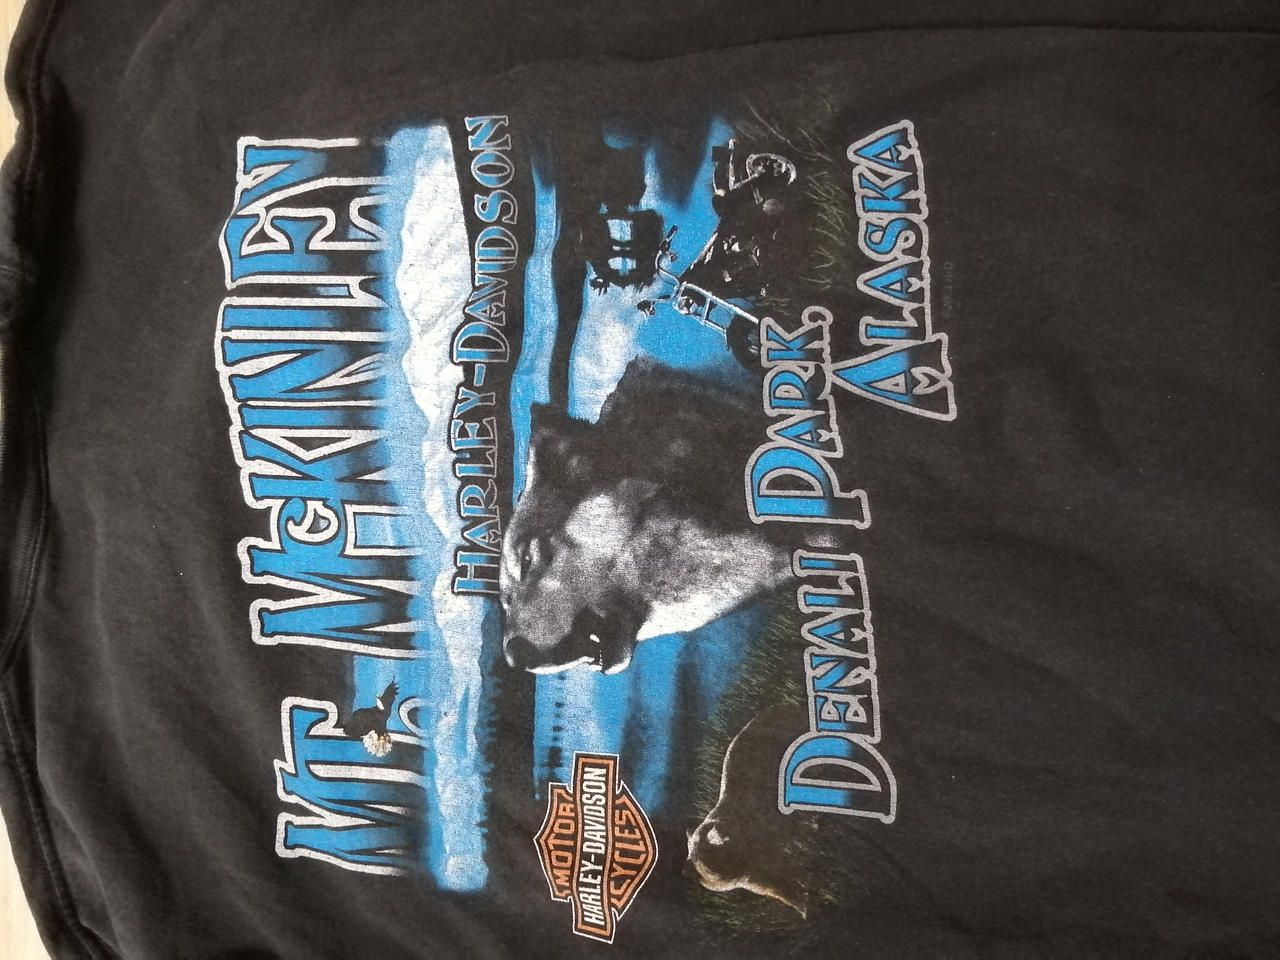 MT. MCKINLEY
HARLEY-DAVIDSON
MOTOR
HARLEY-DAVIDSON
CYCLES
DENALI PARK,
ALASKA